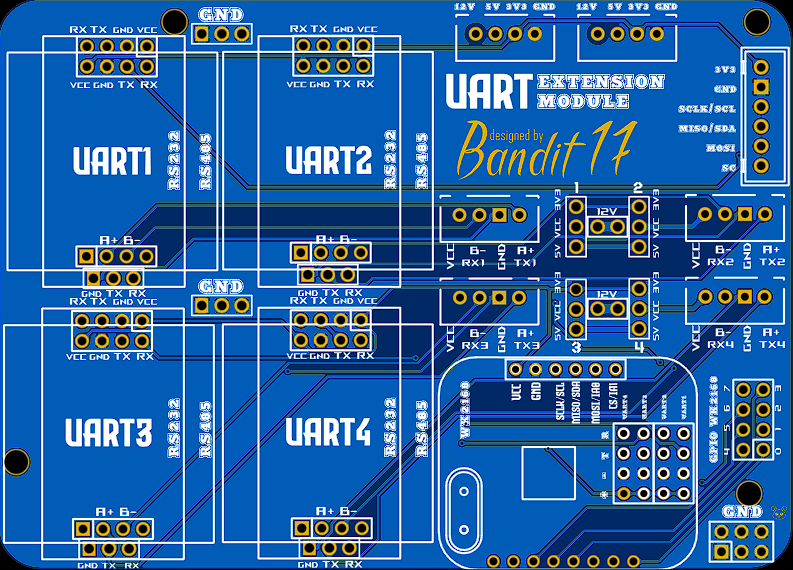 GND
12V 5V 3V3 GND
12V 5V 3V3 GND
RX TX GND VCC
RX TX GND VCC
VCC GND TX RX
VCC GND TX RX
UART EXTENSION
MODULE
designed by
Bandit 17
3V3
GND
SCLK/SCL
MISO/SDA
MOSI
SC
UART1
RS232
RS485
UART2
RS232
RS485
A+ B-
A+ B-
GND TX RX
GND TX RX
1
2
3V3
12V
3V3
5V VCC
5V VCC
VCC
B-
RX1
GND
A+
TX1
VCC
B-
RX2
GND
A+
TX2
GND
RX TX GND VCC
RX TX GND VCC
VCC GND TX RX
VCC GND TX RX
3V3
12V
3V3
5V VCC
5V VCC
3
4
VCC
B-
RX3
GND
A+
TX3
VCC
B-
RX4
GND
A+
TX4
UART3
RS232
RS485
UART4
RS232
RS485
WK2168
VCC
GND
SCLK/SCL
MISO/SDA
MOSI/IA0
CS/IA1
R
T
GPIO WK2168
7
6
5
4
3
2
1
0
A+ B-
A+ B-
GND TX RX
GND TX RX
GND